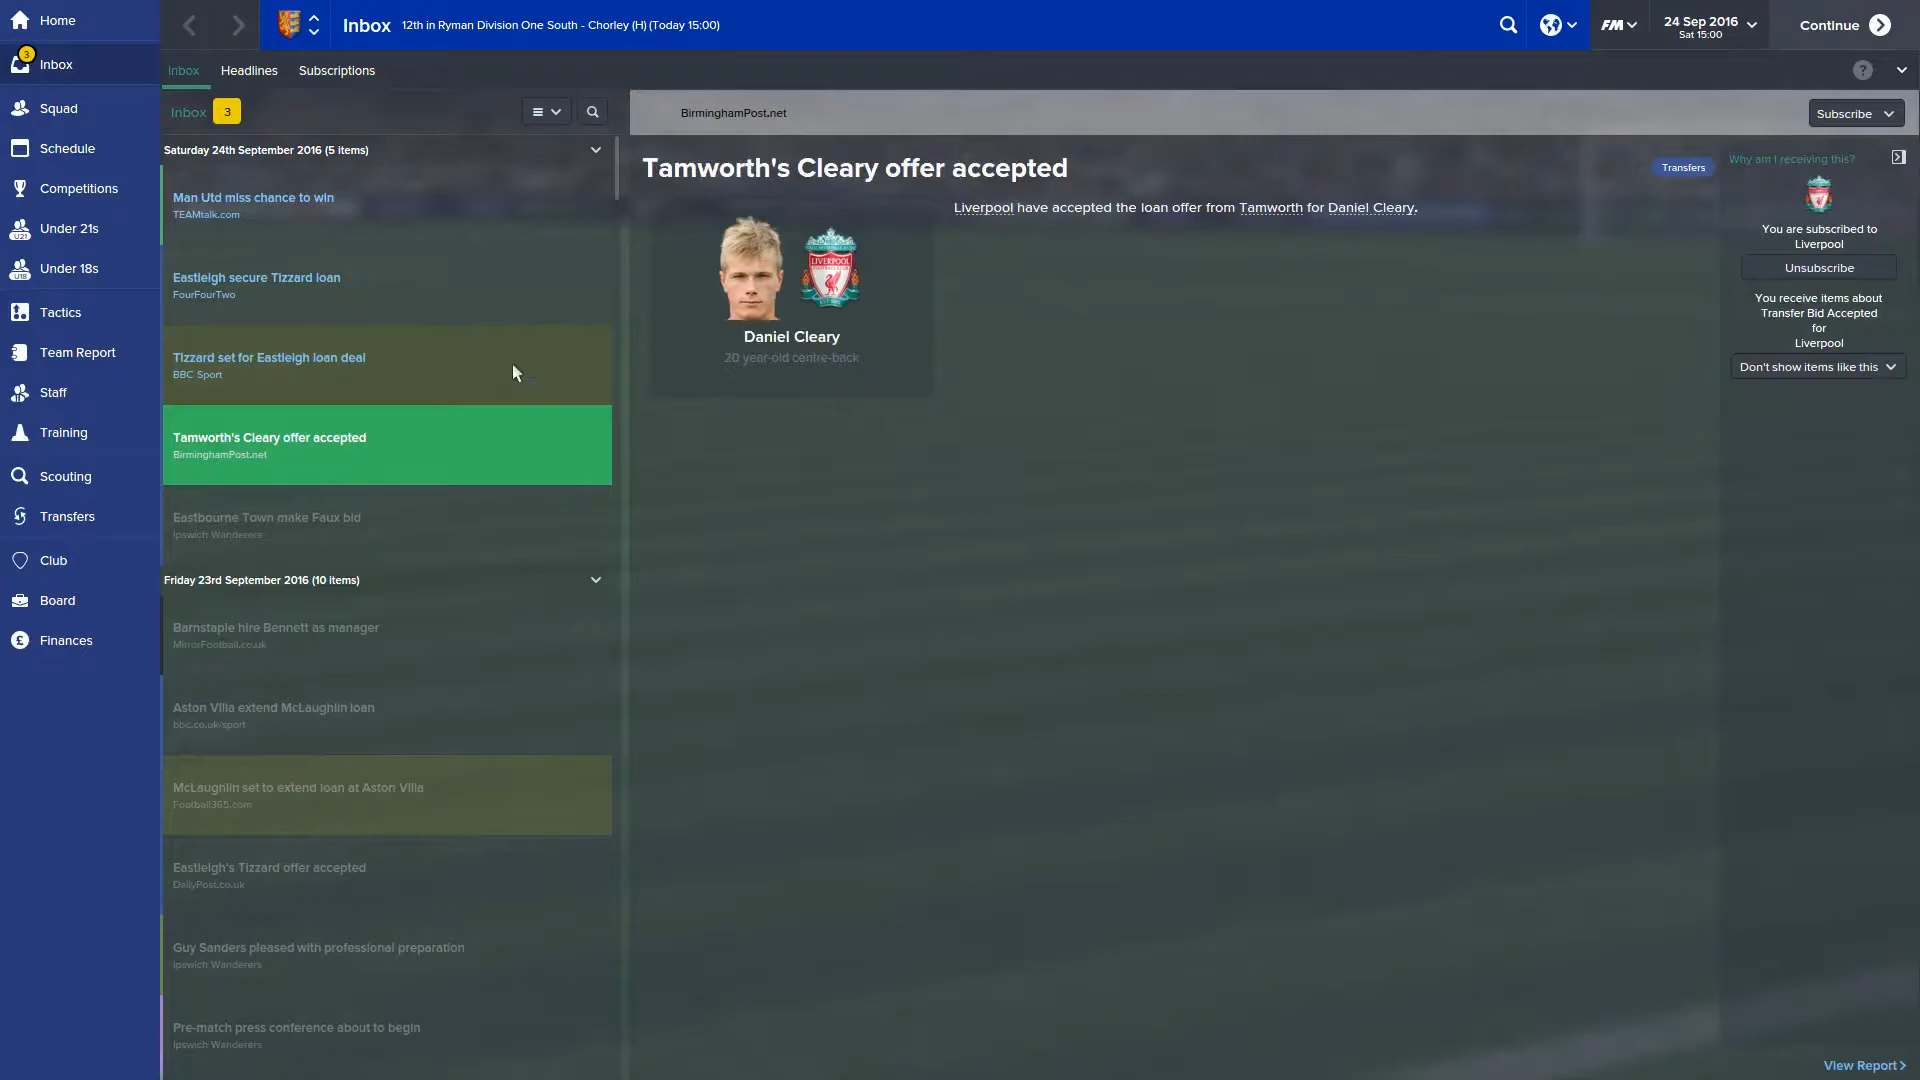 Home
3
Inbox
Squad
Schedule
Competitions
U21
Under 21s
U18
Under 18s
Tactics
Team Report
Staff
Training
Scouting
Transfers
Club
Board
Finances
Inbox
12th in Ryman Division One South - Chorley (H) (Today 15:00)
FM
24 Sep 2016
Sat 15:00
Continue
Inbox
Headlines
Subscriptions
?
Inbox
3
Saturday 24th September 2016 (5 items)
Man Utd miss chance to win
TEAMtalk.com
Eastleigh secure Tizzard loan
FourFourTwo
Tizzard set for Eastleigh loan deal
BBC Sport
Tamworth's Cleary offer accepted
BirminghamPost.net
Eastbourne Town make Faux bid
Ipswich Wanderers
Friday 23rd September 2016 (10 items)
Barnstaple hire Bennett as manager
MirrorFootball.co.uk
Aston Villa extend McLaughlin loan
bbc.co.uk/sport
McLaughlin set to extend loan at Aston Villa
Football365.com
Eastleigh's Tizzard offer accepted
DailyPost.co.uk
Guy Sanders pleased with professional preparation
Ipswich Wanderers
Pre-match press conference about to begin
Ipswich Wanderers
BirminghamPost.net
Subscribe
Tamworth's Cleary offer accepted
Transfers
Liverpool have accepted the loan offer from Tamworth for Daniel Cleary.
LIVERPOOL
Daniel Cleary
20 year-old centre-back
Why am I receiving this?
You are subscribed to
Liverpool
Unsubscribe
You receive items about
Transfer Bid Accepted
for
Liverpool
Don't show items like this
View Report